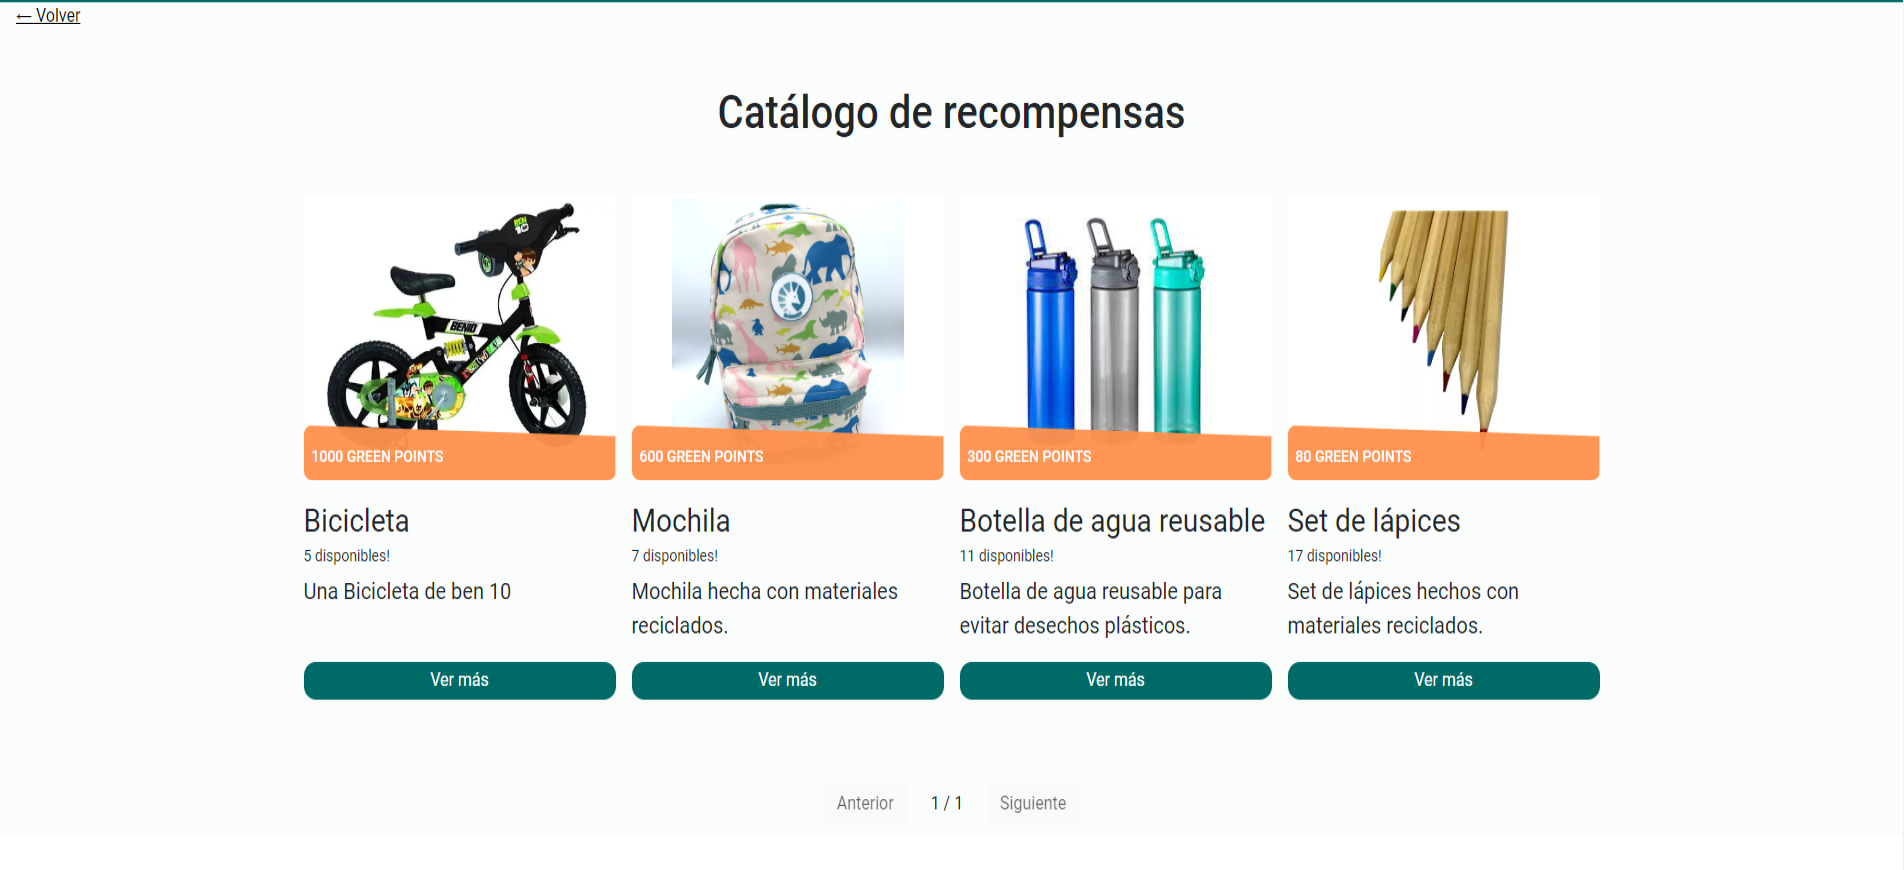 ← Volver
Catálogo de recompensas
BEN
10
BEN10
1000 GREEN POINTS
600 GREEN POINTS
300 GREEN POINTS
80 GREEN POINTS
Bicicleta
5 disponibles!
Una Bicicleta de ben 10
Ver más
Mochila
7 disponibles!
Mochila hecha con materiales
reciclados.
Ver más
Botella de agua reusable
11 disponibles!
Botella de agua reusable para
evitar desechos plásticos.
Ver más
Set de lápices
17 disponibles!
Set de lápices hechos con
materiales reciclados.
Ver más
Anterior 1 / 1 Siguiente